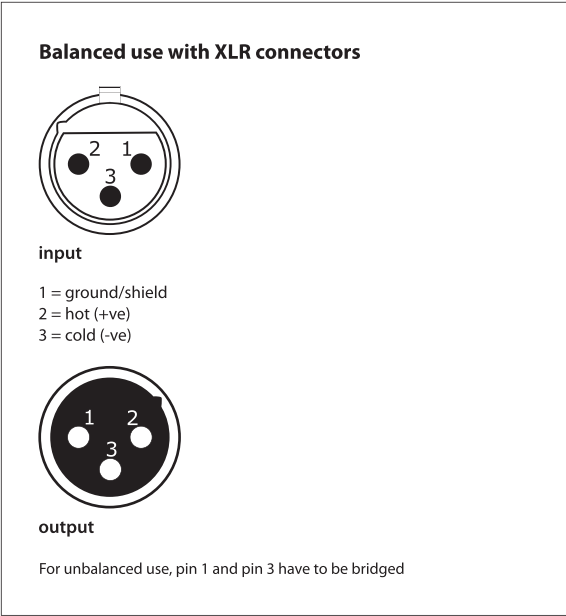 Balanced use with XLR connectors
2 1
3
input
1 = ground/shield
2 = hot (+ve)
3 = cold (-ve)
1 2
3
output
For unbalanced use, pin 1 and pin 3 have to be bridged